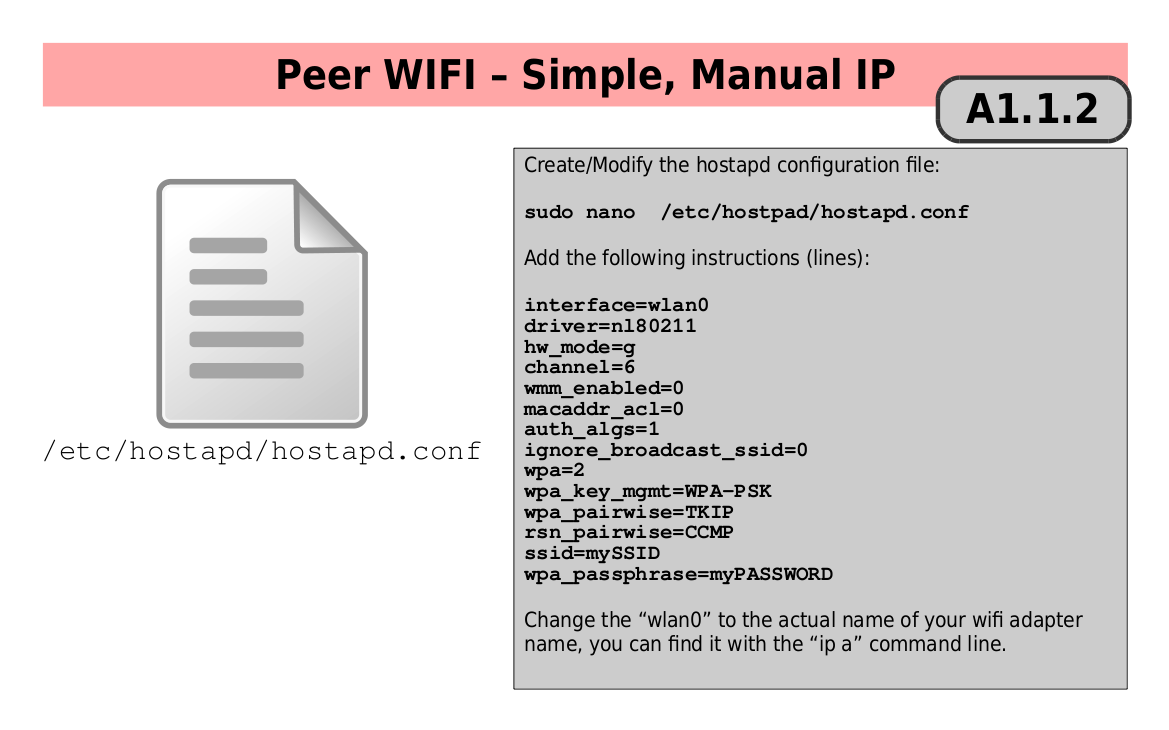 Peer WIFI – Simple, Manual IP
A1.1.2
/etc/hostapd/hostapd.conf
Create/Modify the hostapd configuration file:
sudo nano  /etc/hostpad/hostapd.conf
Add the following instructions (lines):
interface=wlan0
driver=nl80211
hw_mode=g
channel=6
wmm_enabled=0
macaddr_acl=0
auth_algs=1
ignore_broadcast_ssid=0
wpa=2
wpa_key_mgmt=WPA-PSK
wpa_pairwise=TKIP
rsn_pairwise=CCMP
ssid=mySSID
wpa_passphrase=myPASSWORD
Change the “wlan0” to the actual name of your wifi adapter
name, you can find it with the “ip a” command line.